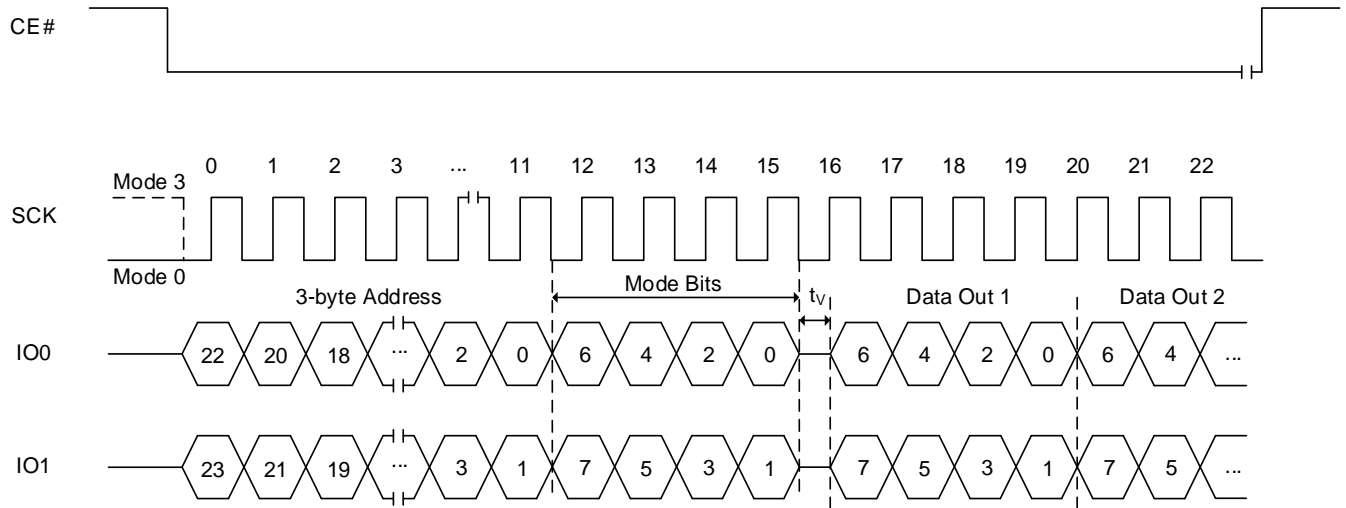 CE#
0 1 2 3 ... 11 12 13 14 15 16 17 18 19 20 21 22
Mode 3
SCK
Mode 0
3-byte Address Mode Bits tV Data Out 1 Data Out 2
IO0 22 20 18 ... 2 0 6 4 2 0 6 4 2 0 6 4 ...
IO1 23 21 19 ... 3 1 7 5 3 1 7 5 3 1 7 5 ...